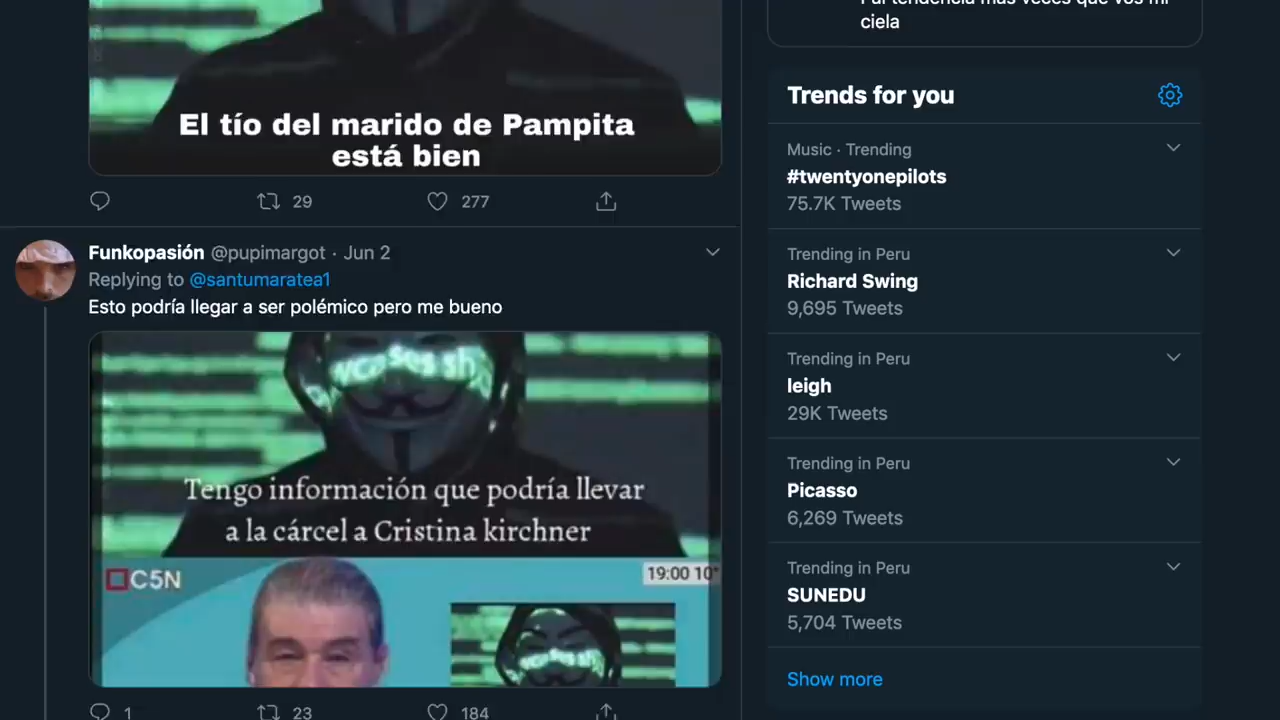 El tío del marido de Pampita
está bien
29
277
Funkopasión @pupimargot · Jun 2
Replying to @santumaratea1
Esto podría llegar a ser polémico pero me bueno
Tengo información que podría llevar
a la cárcel a Cristina kirchner
C5N
19:00 10°
1
23
184
ciela
Trends for you
Music · Trending
#twentyonepilots
75.7K Tweets
Trending in Peru
Richard Swing
9,695 Tweets
Trending in Peru
leigh
29K Tweets
Trending in Peru
Picasso
6,269 Tweets
Trending in Peru
SUNEDU
5,704 Tweets
Show more